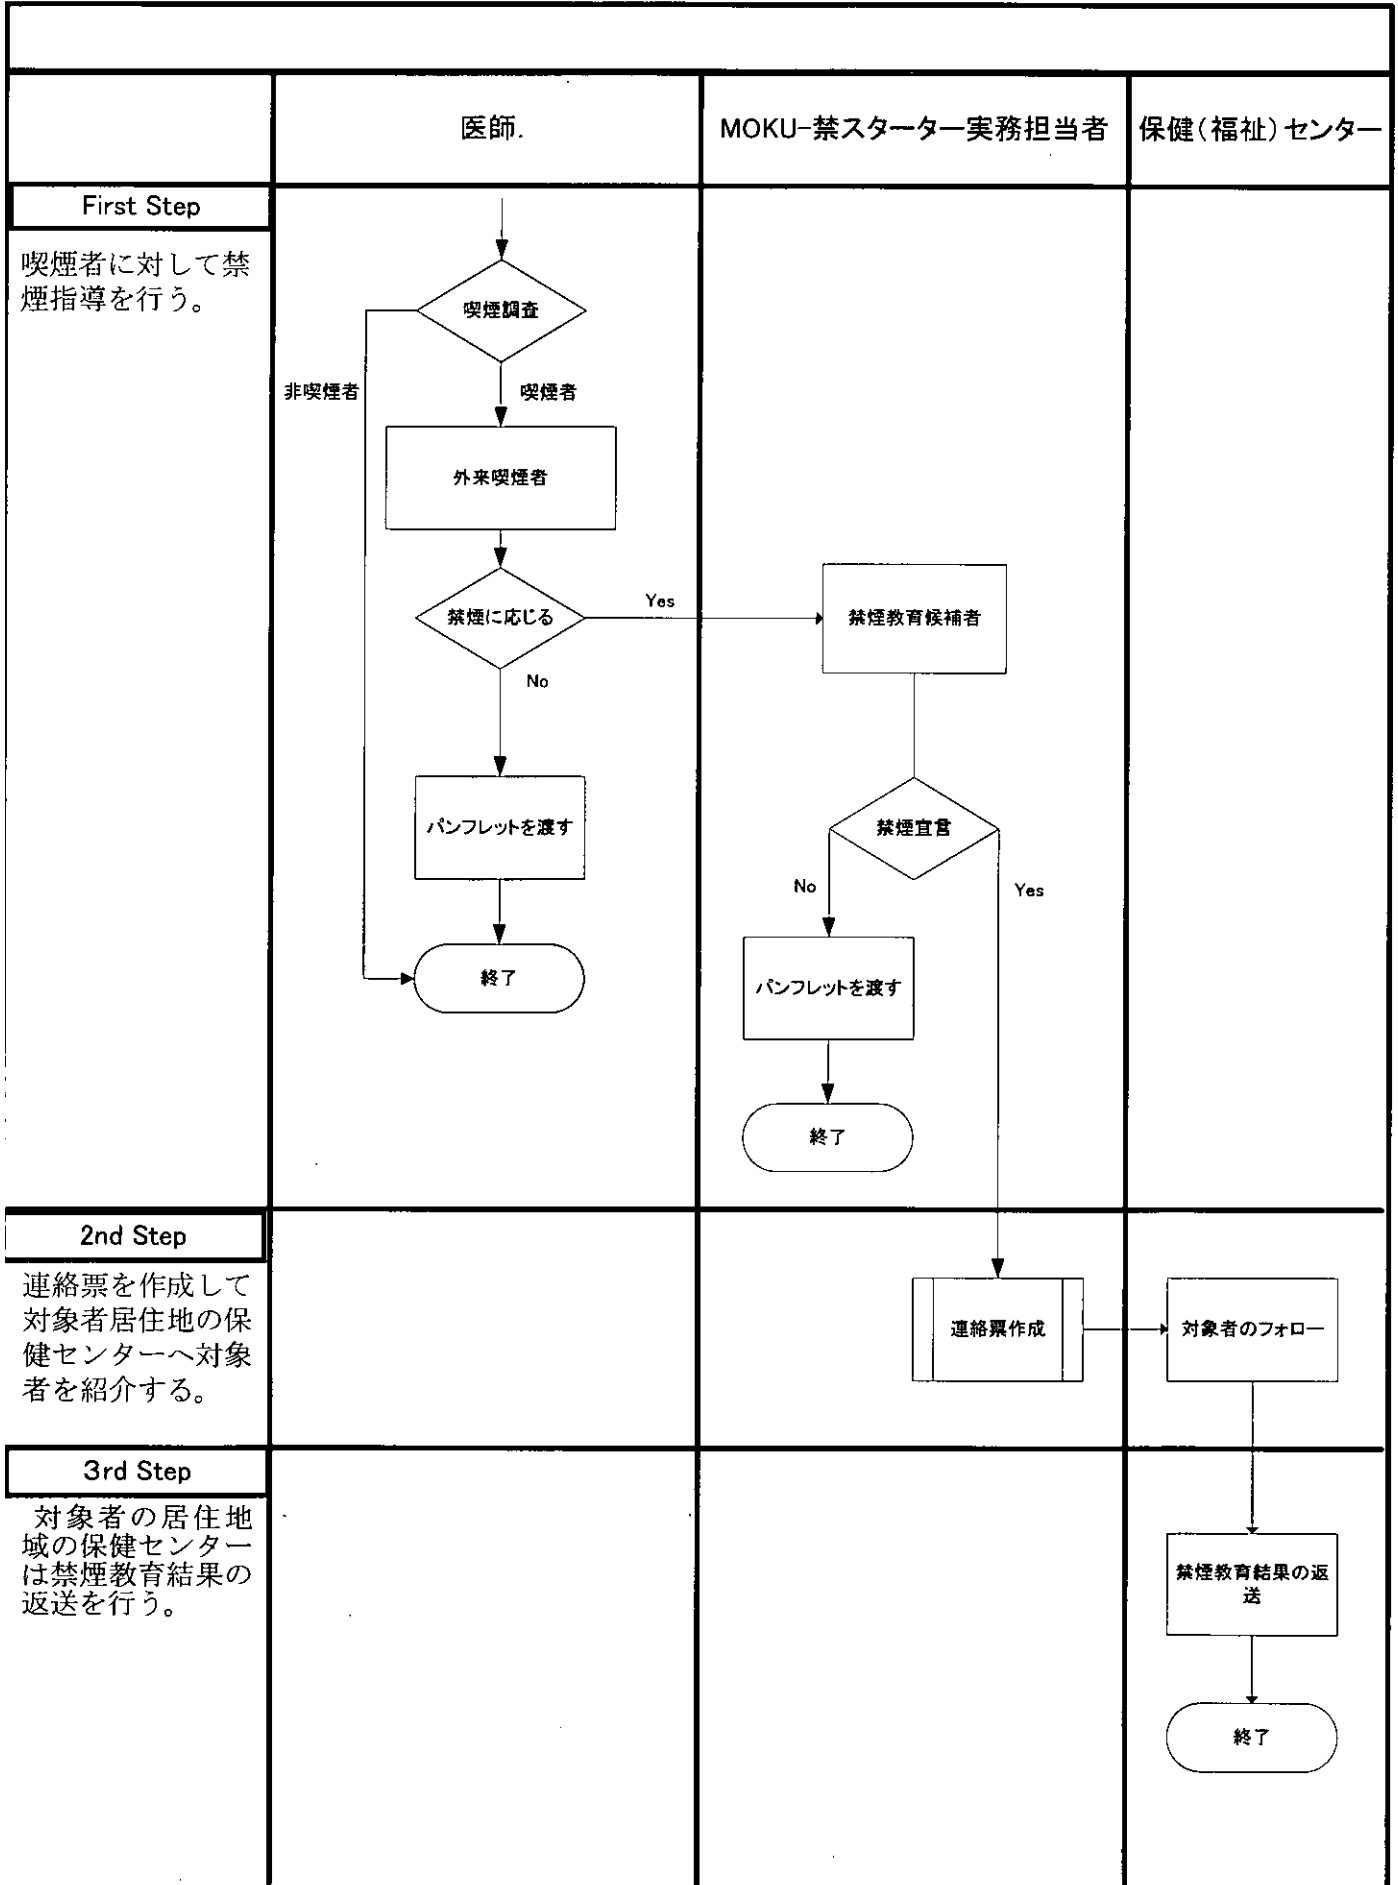 医師.
MOKU-禁スターター実務担当者
保健(福祉)センター
First Step
喫煙者に対して禁
煙指導を行う。
喫煙調査
非喫煙者
喫煙者
外来喫煙者
禁煙に応じる
Yes
禁煙教育候補者
No
パンフレットを渡す
禁煙宣言
No
Yes
終了
パンフレットを渡す
終了
2nd Step
連絡票を作成して
対象者居住地の保
健センターへ対象
者を紹介する。
連絡票作成
対象者のフォロー
3rd Step
対象者の居住地
域の保健センター
は禁煙教育結果の
返送を行う。
禁煙教育結果の返
送
終了